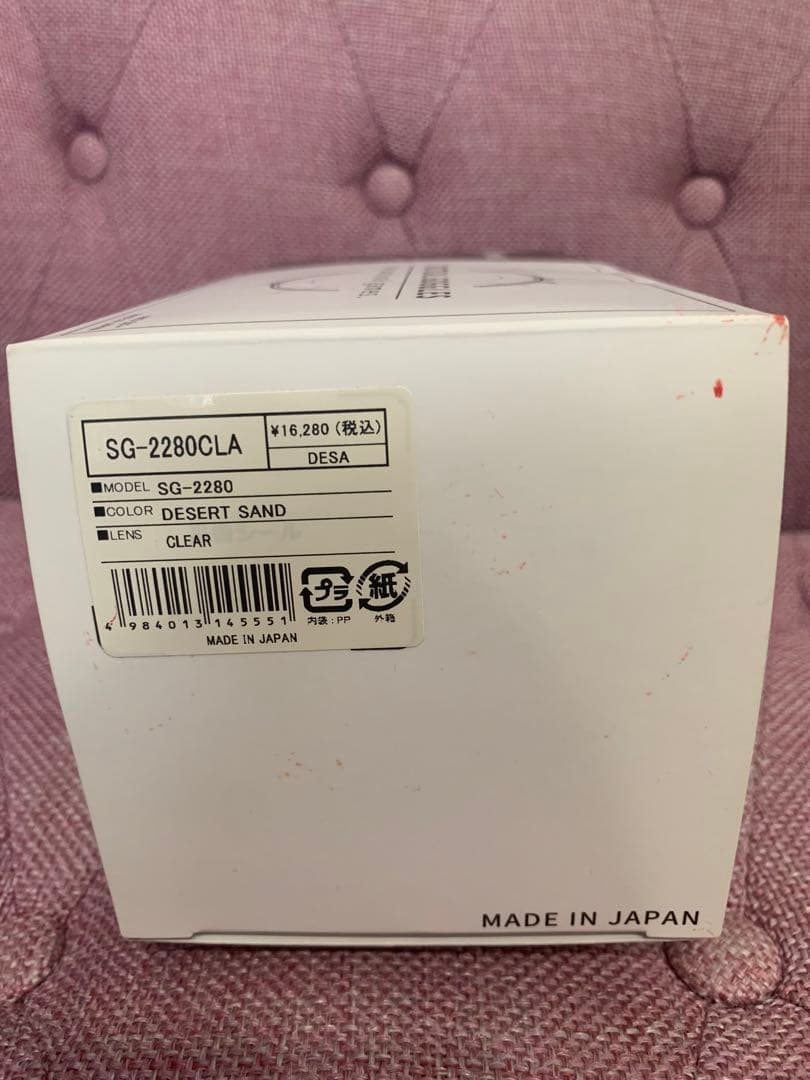 SG-2280CLA
¥16,280(税込)
DESA
■MODEL SG-2280
■COLOR DESERT SAND
■LENS CLEAR
4 984013 145551
プラ
紙
内袋:PP
外箱
MADE IN JAPAN
MADE IN JAPAN